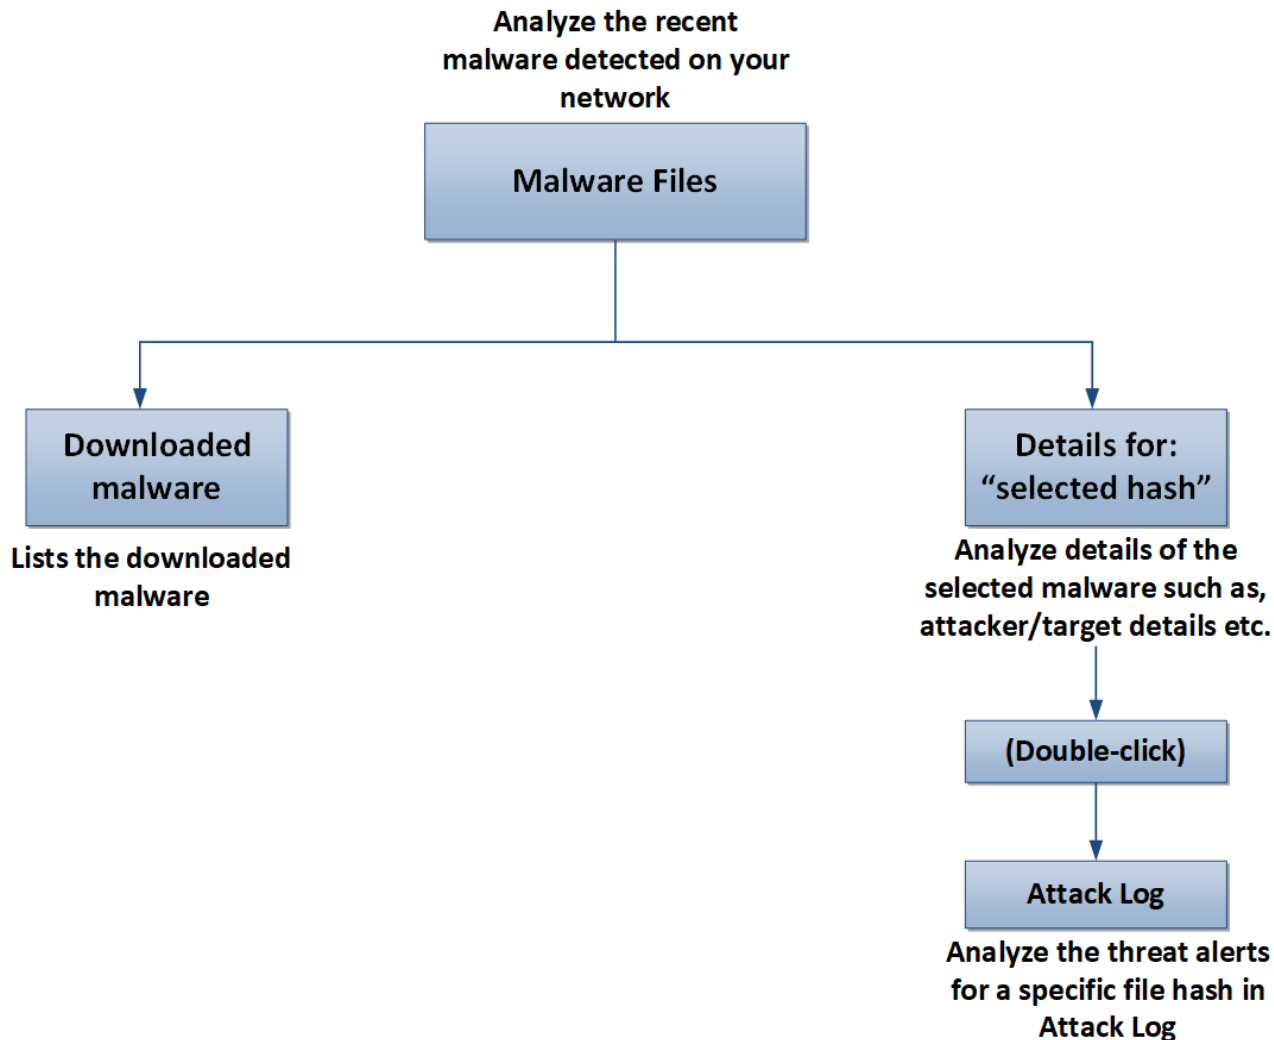 Analyze the recent
malware detected on your
network
Malware Files
Downloaded
malware
Lists the downloaded
malware
Details for:
“selected hash”
Analyze details of the
selected malware such as,
attacker/target details etc.
(Double-click)
Attack Log
Analyze the threat alerts
for a specific file hash in
Attack Log